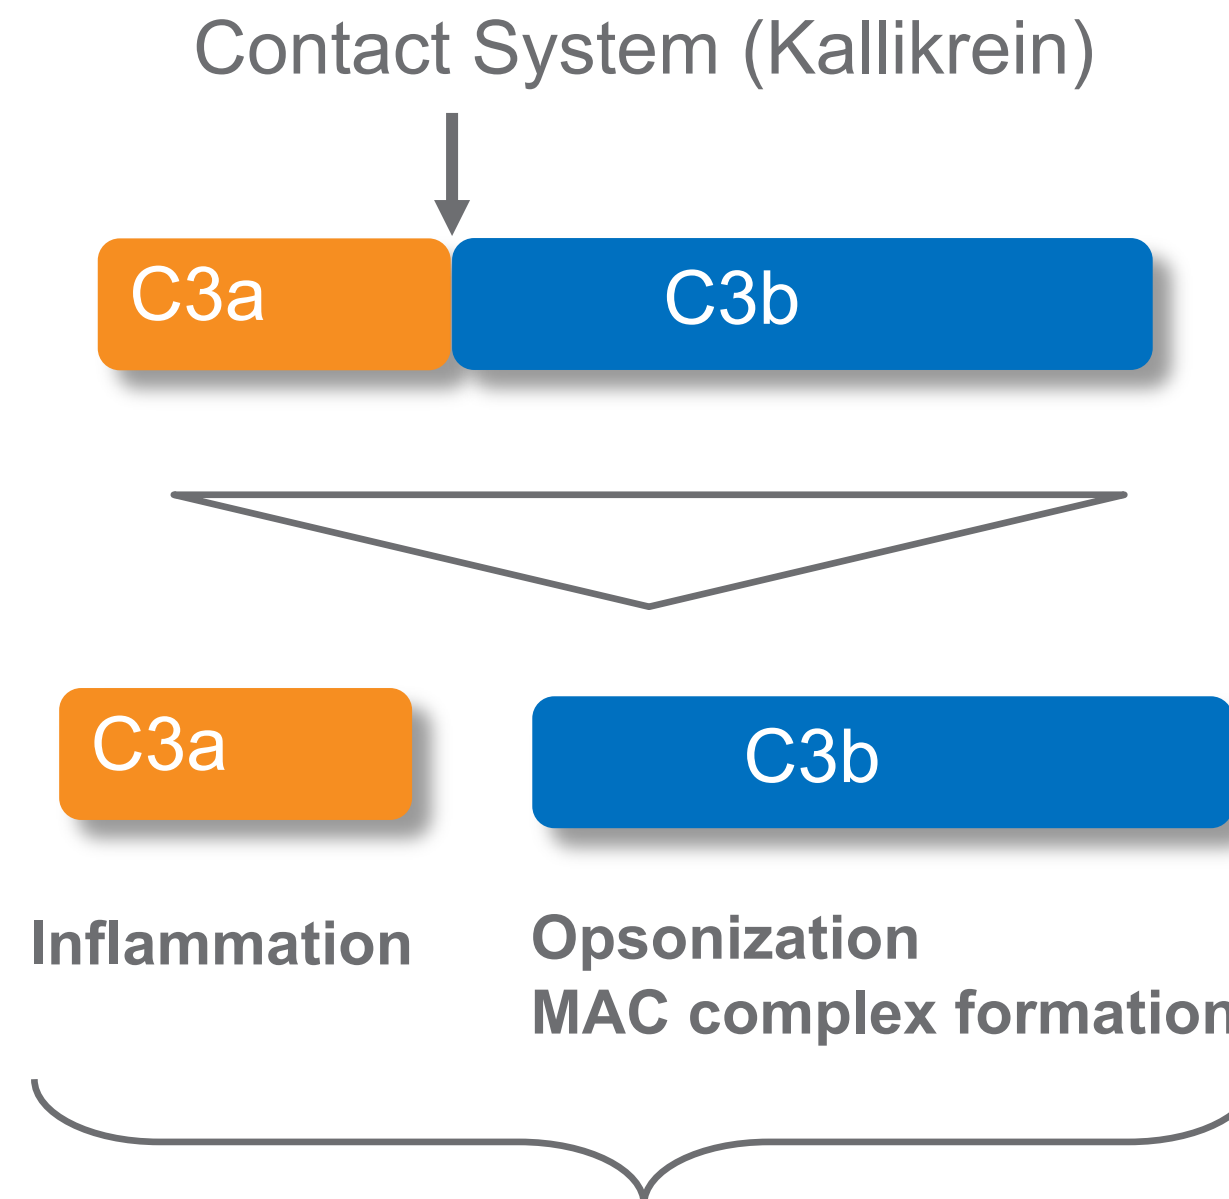 Contact System (Kallikrein)
C3a
C3b
C3a
C3b
Inflammation
Opsonization
MAC complex formation